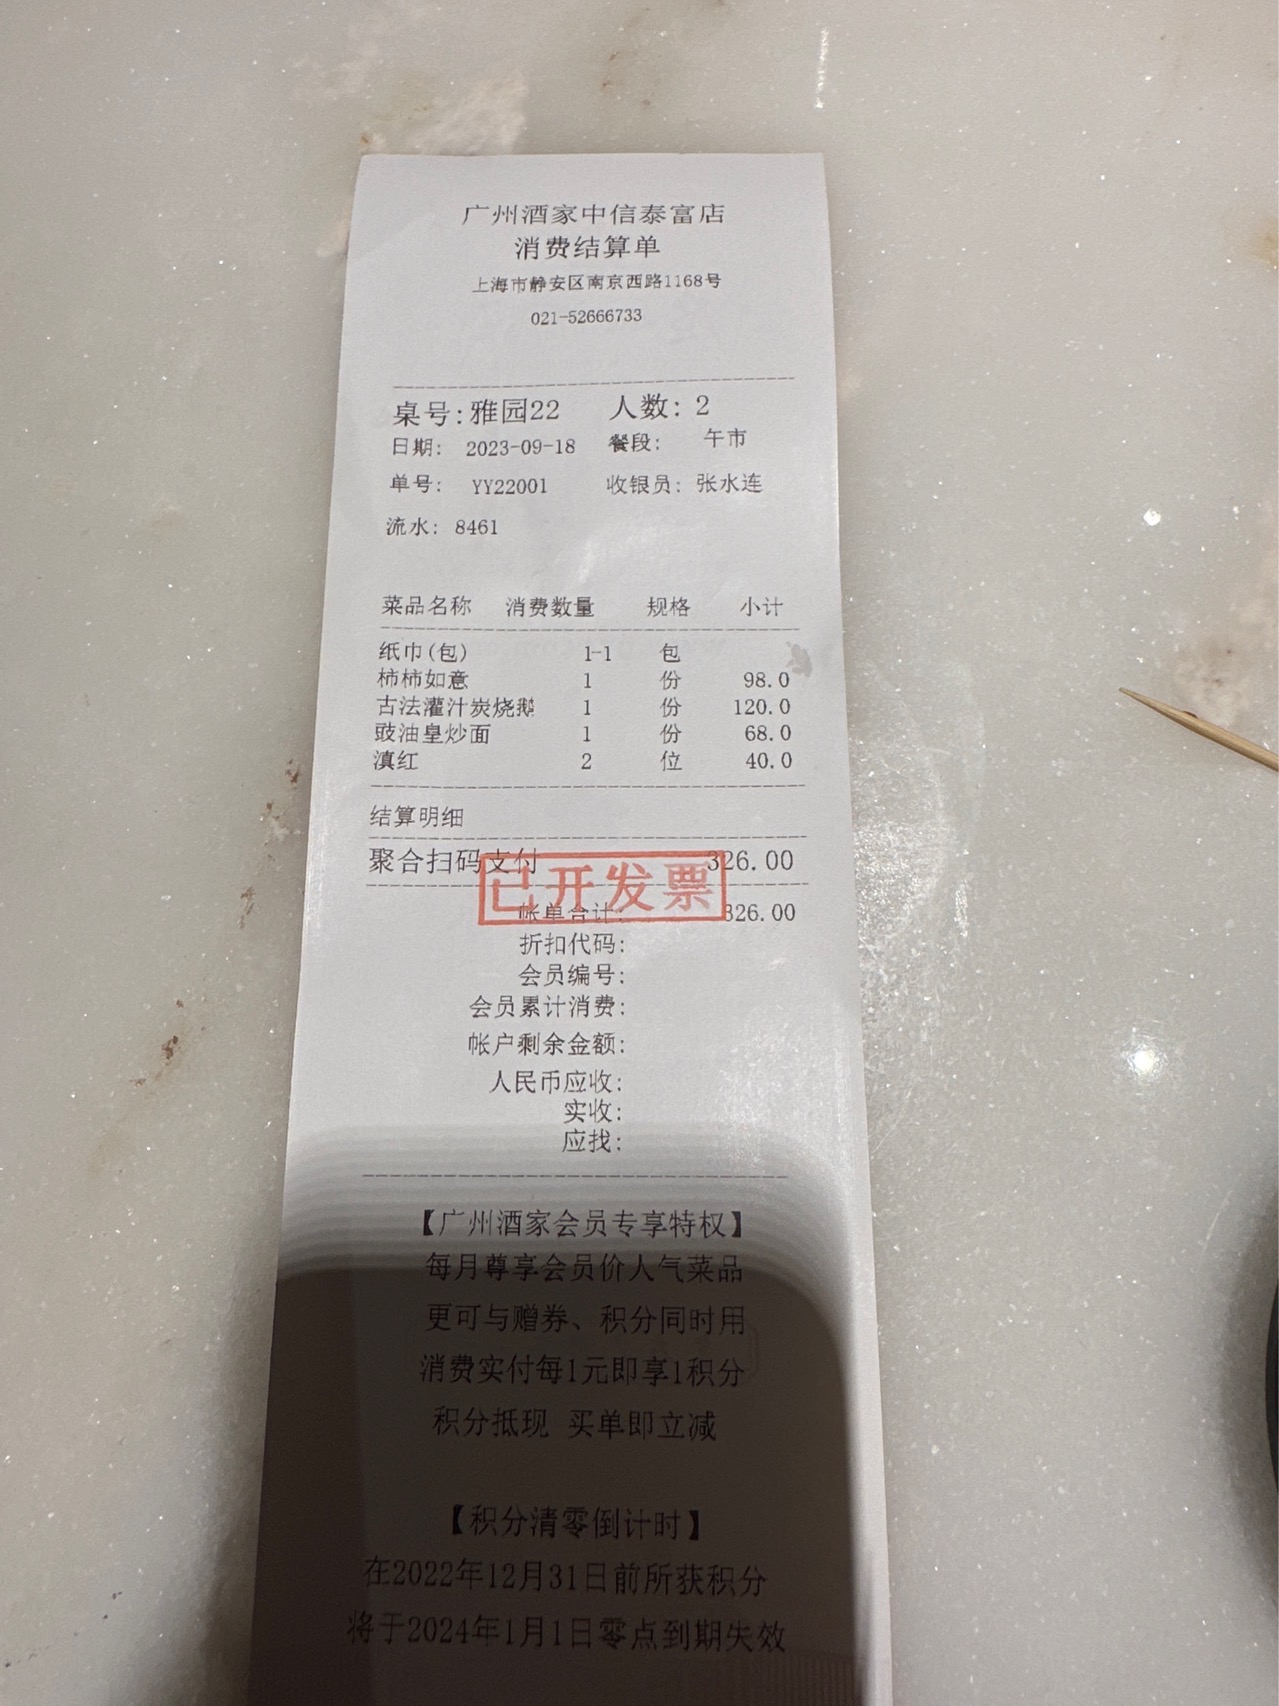 广州酒家中信泰富店
消费结算单
上海市静安区南京西路1168号
021-52666733
桌号:雅园22 人数: 2
日期: 2023-09-18 餐段: 午市
单号: YY22001 收银员: 张水连
流水: 8461
菜品名称 消费数量 规格 小计
纸巾(包) 1-1 包
柿柿如意 1 份 98.0
古法灌汁炭烧鹅 1 份 120.0
豉油皇炒面 1 份 68.0
滇红 2 位 40.0
结算明细
聚合扫码支付 326.00
已开发票
帐单合计: 326.00
折扣代码:
会员编号:
会员累计消费:
帐户剩余金额:
人民币应收:
实收:
应找:
【广州酒家会员专享特权】
每月尊享会员价人气菜品
更可与赠券、积分同时用
消费实付每1元即享1积分
积分抵现 买单即立减
【积分清零倒计时】
在2022年12月31日前所获积分
将于2024年1月1日零点到期失效